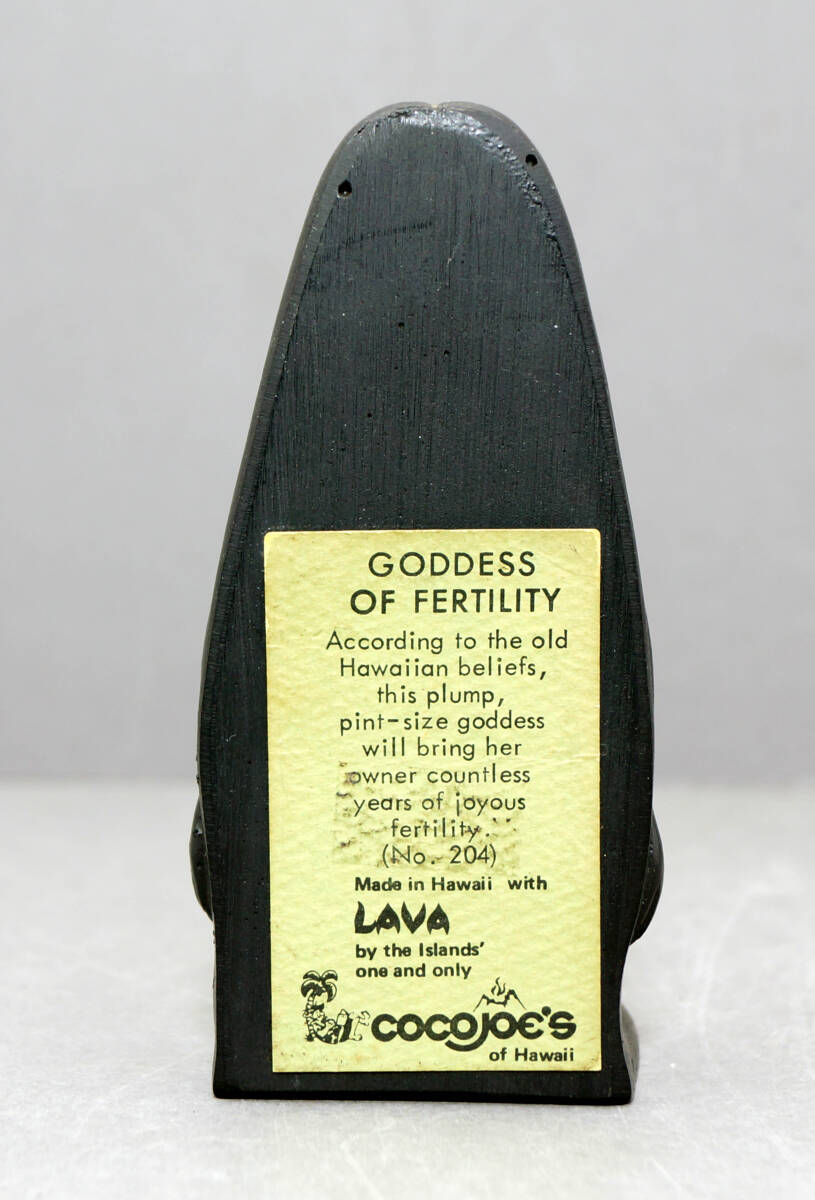 GODDESS
OF FERTILITY
According to the old
Hawaiian beliefs,
this plump,
pint-size goddess
will bring her
owner countless
years of joyous
fertility.
(No. 204)
Made in Hawaii with
LAVA
by the Islands'
one and only
COCOJOE'S
of Hawaii